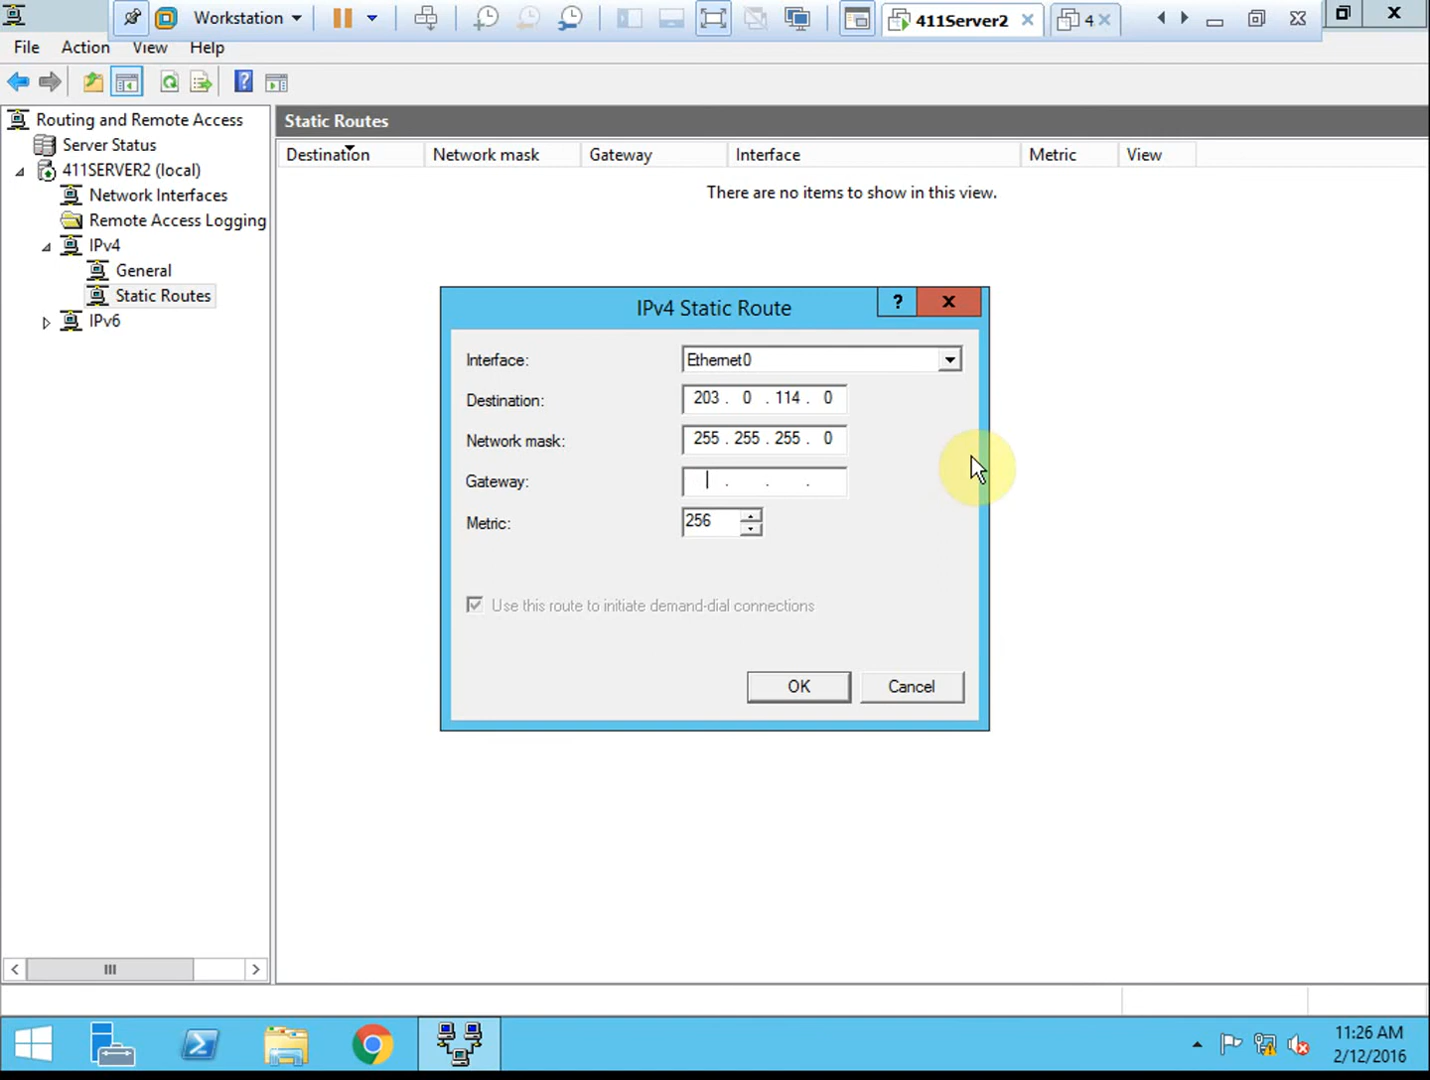 Workstation
411Server2
4
File Action View Help
Routing and Remote Access
Server Status
411SERVER2 (local)
Network Interfaces
Remote Access Logging
IPv4
General
Static Routes
IPv6
Static Routes
Destination Network mask Gateway Interface Metric View
There are no items to show in this view.
IPv4 Static Route
?
Interface: Ethernet0
Destination: 203 . 0 . 114 . 0
Network mask: 255 . 255 . 255 . 0
Gateway: . . .
Metric: 256
Use this route to initiate demand-dial connections
OK Cancel
11:26 AM
2/12/2016